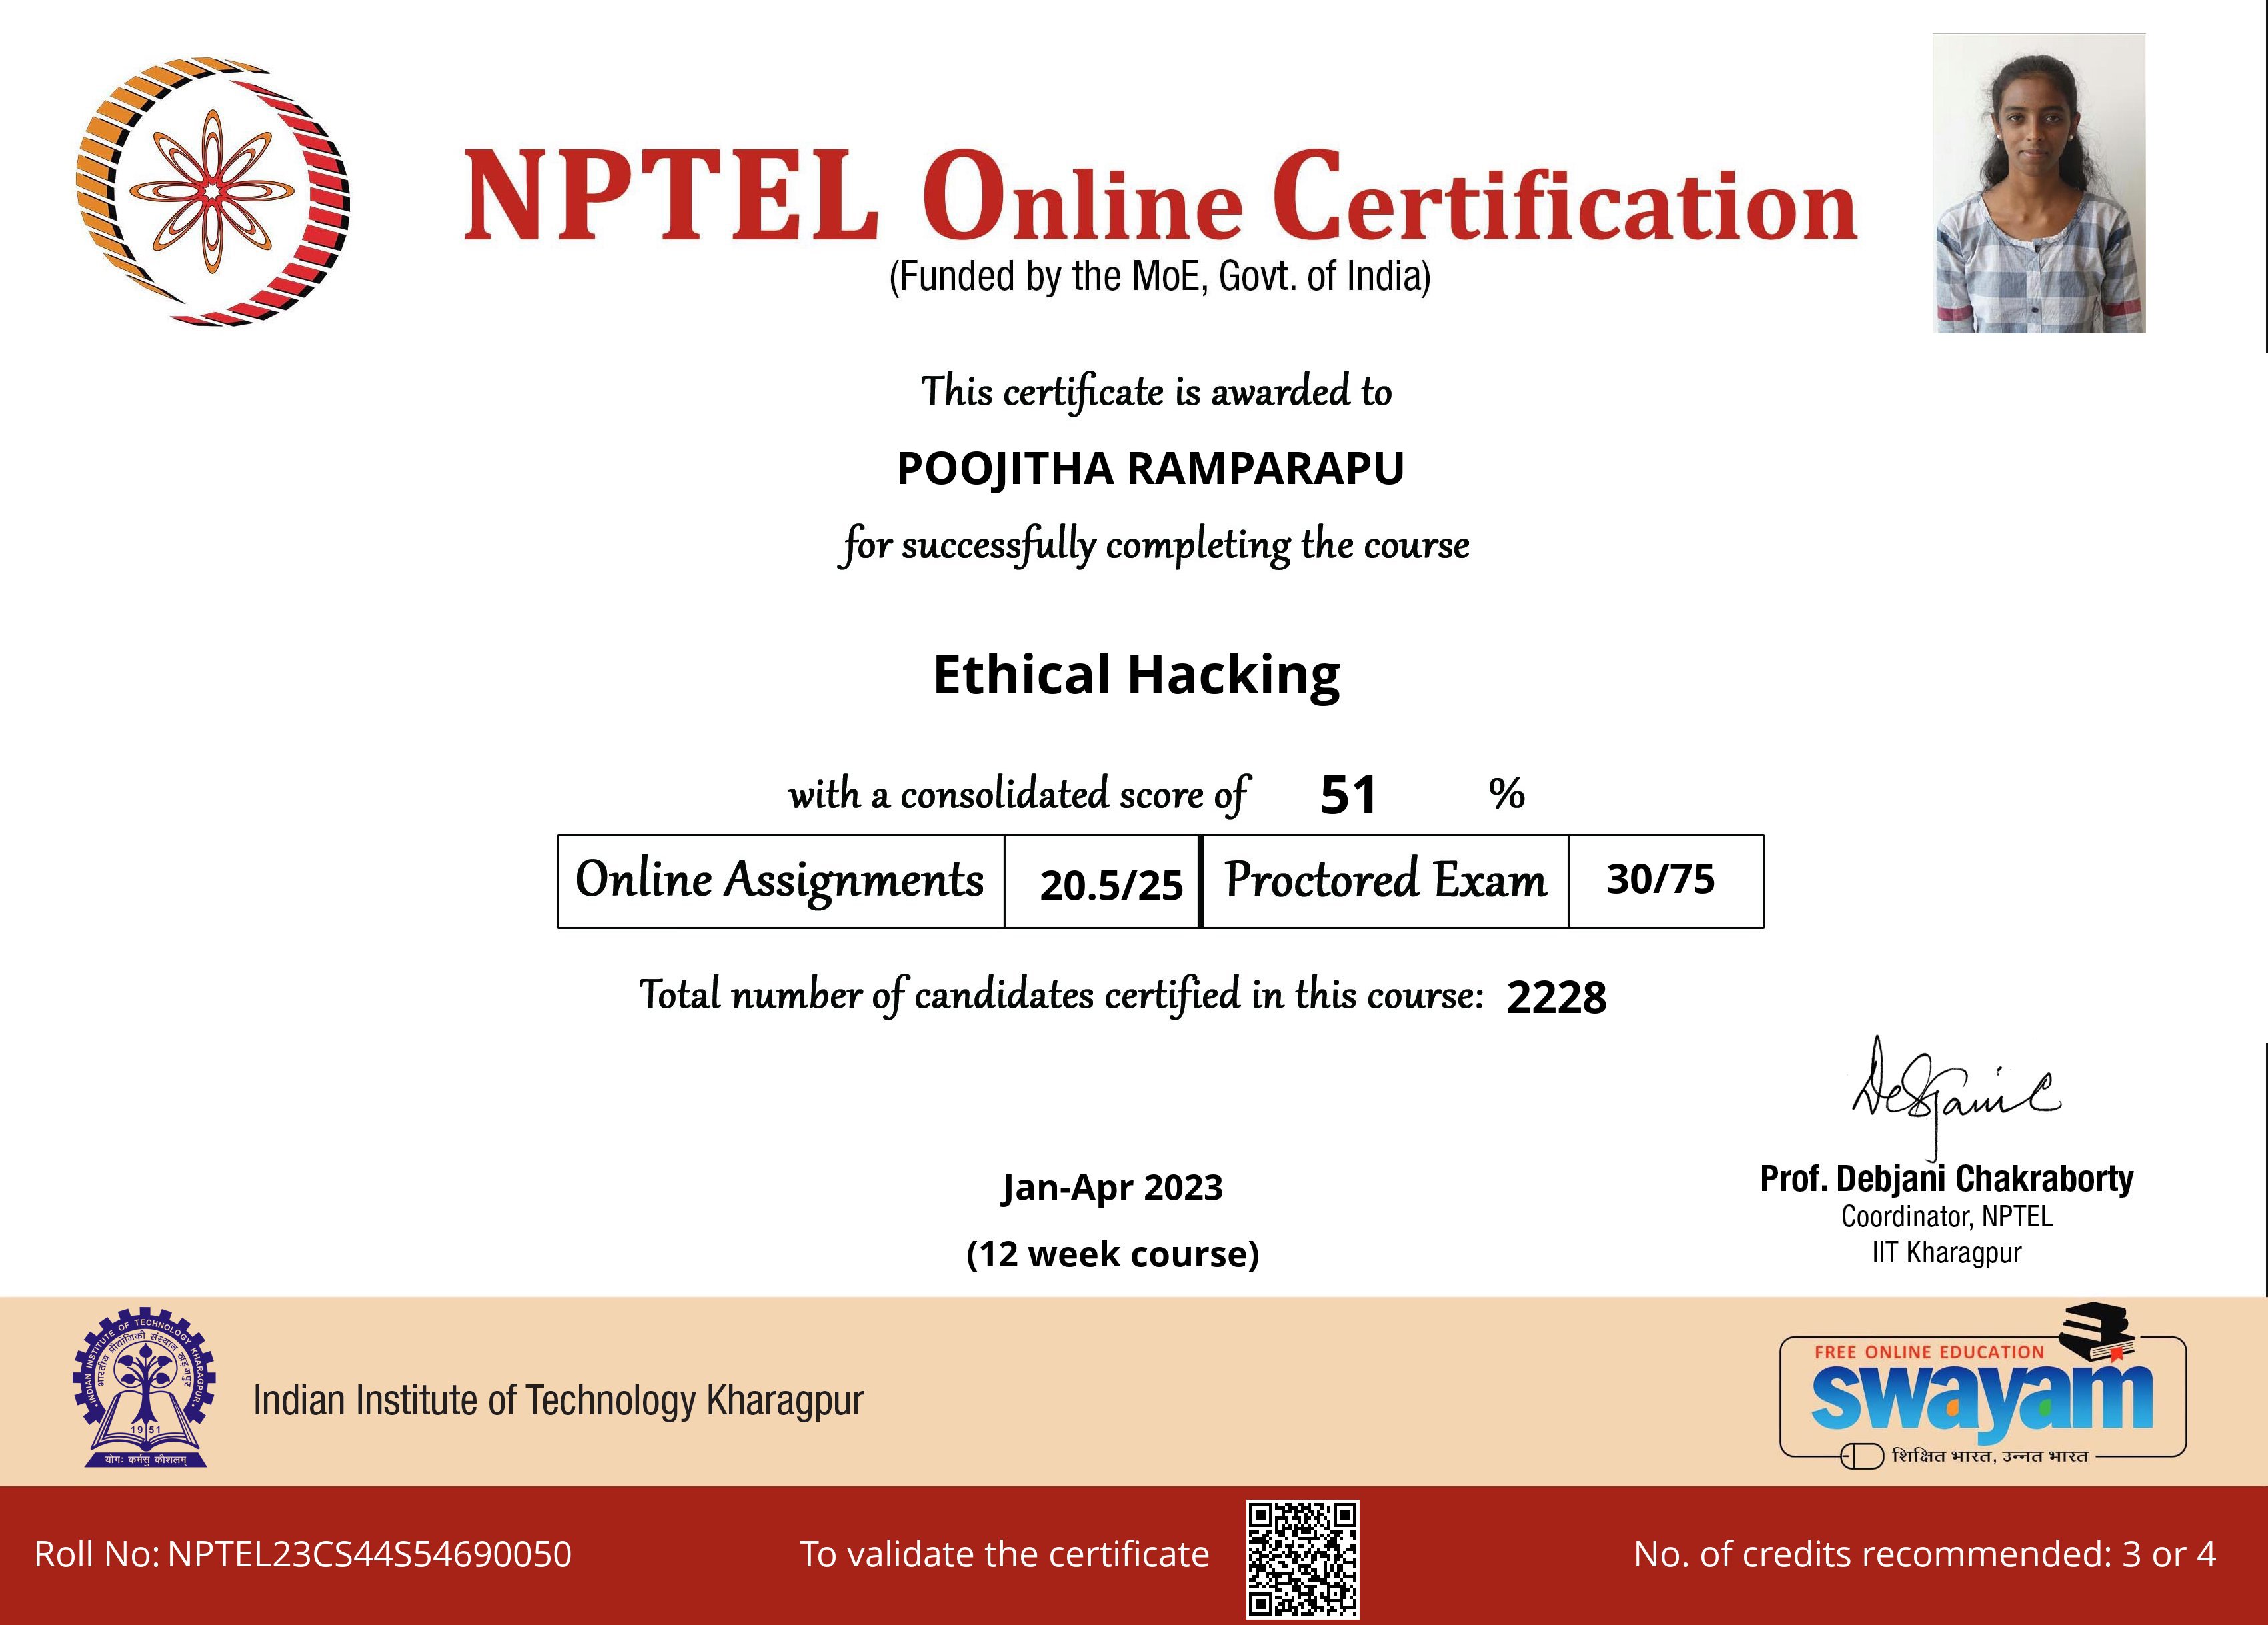 NPTEL Online Certification
(Funded by the MoE, Govt. of India)
This certificate is awarded to
POOJITHA RAMPARAPU
for successfully completing the course
Ethical Hacking
with a consolidated score of 51 %
Online Assignments 20.5/25 Proctored Exam 30/75
Total number of candidates certified in this course: 2228
Jan-Apr 2023
(12 week course)
Prof. Debjani Chakraborty
Coordinator, NPTEL
IIT Kharagpur
INDIAN INSTITUTE OF TECHNOLOGY KHARAGPUR
भारतीय प्रौद्योगिकी संस्थान खड़गपुर
1951
योगः कर्मसु कौशलम्
Indian Institute of Technology Kharagpur
FREE ONLINE EDUCATION
swayam
शिक्षित भारत, उन्नत भारत
Roll No: NPTEL23CS44S54690050
To validate the certificate
No. of credits recommended: 3 or 4